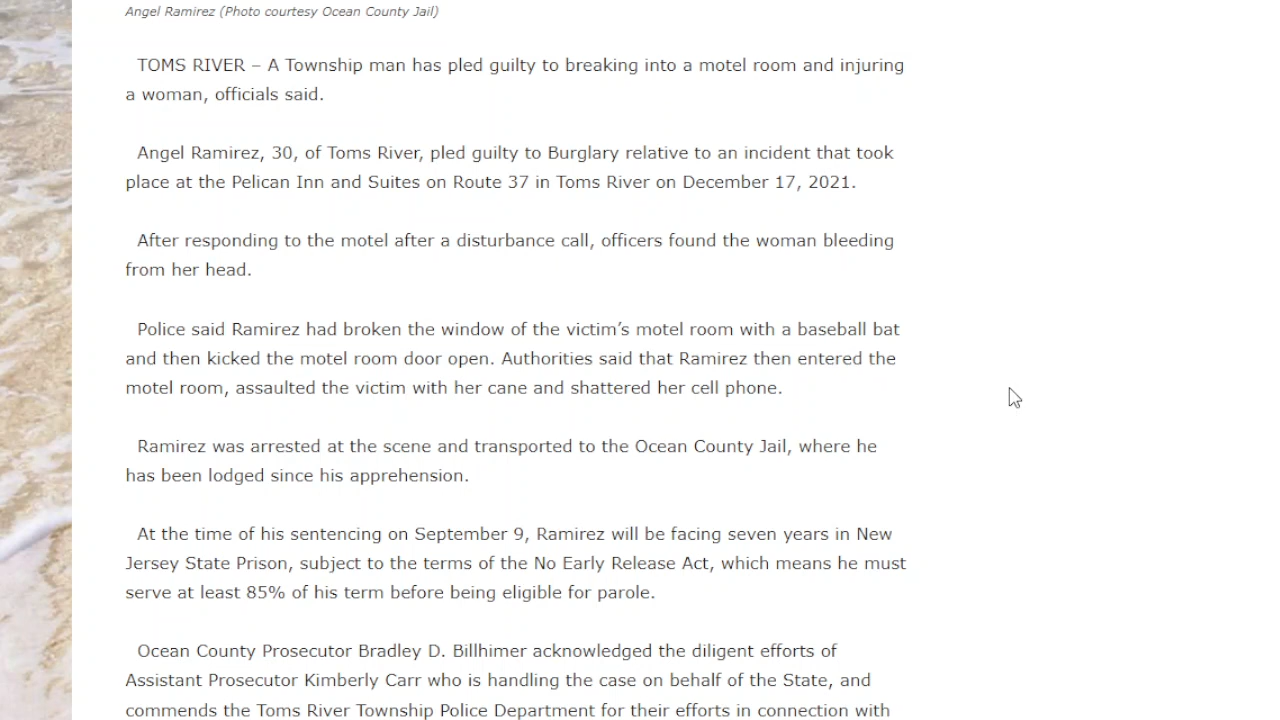 Angel Ramirez (Photo courtesy Ocean County Jail)
TOMS RIVER – A Township man has pled guilty to breaking into a motel room and injuring
a woman, officials said.
Angel Ramirez, 30, of Toms River, pled guilty to Burglary relative to an incident that took
place at the Pelican Inn and Suites on Route 37 in Toms River on December 17, 2021.
After responding to the motel after a disturbance call, officers found the woman bleeding
from her head.
Police said Ramirez had broken the window of the victim’s motel room with a baseball bat
and then kicked the motel room door open. Authorities said that Ramirez then entered the
motel room, assaulted the victim with her cane and shattered her cell phone.
Ramirez was arrested at the scene and transported to the Ocean County Jail, where he
has been lodged since his apprehension.
At the time of his sentencing on September 9, Ramirez will be facing seven years in New
Jersey State Prison, subject to the terms of the No Early Release Act, which means he must
serve at least 85% of his term before being eligible for parole.
Ocean County Prosecutor Bradley D. Billhimer acknowledged the diligent efforts of
Assistant Prosecutor Kimberly Carr who is handling the case on behalf of the State, and
commends the Toms River Township Police Department for their efforts in connection with